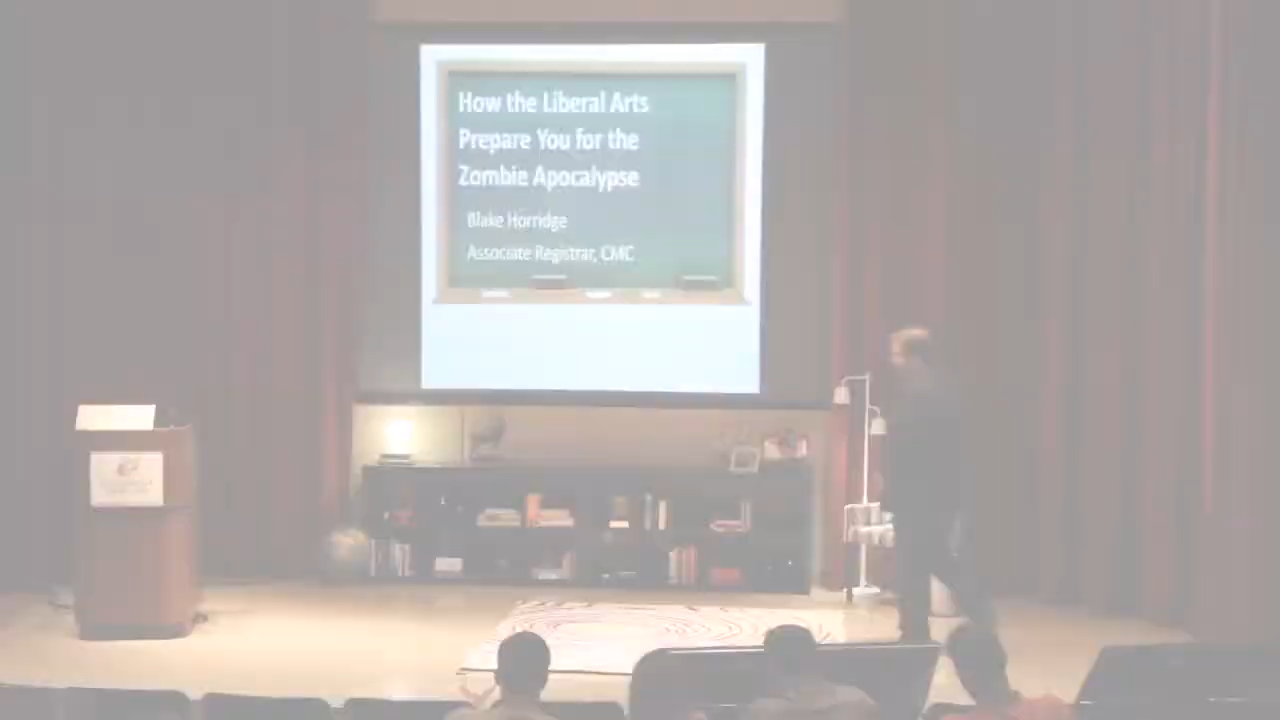 How the Liberal Arts
Prepare You for the
Zombie Apocalypse
Blake Horridge
Associate Registrar, CMC